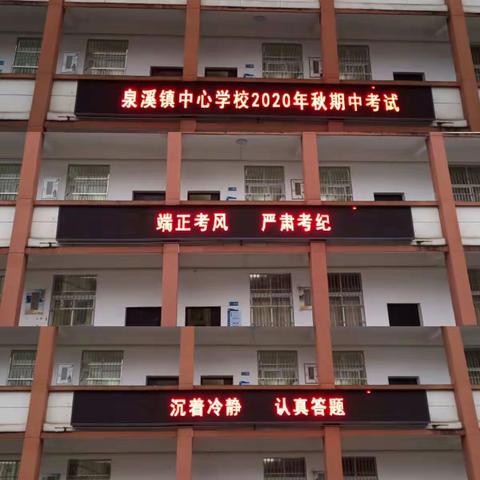 泉溪镇中心学校2020年秋期中考试
端正考风 严肃考纪
沉着冷静 认真答题